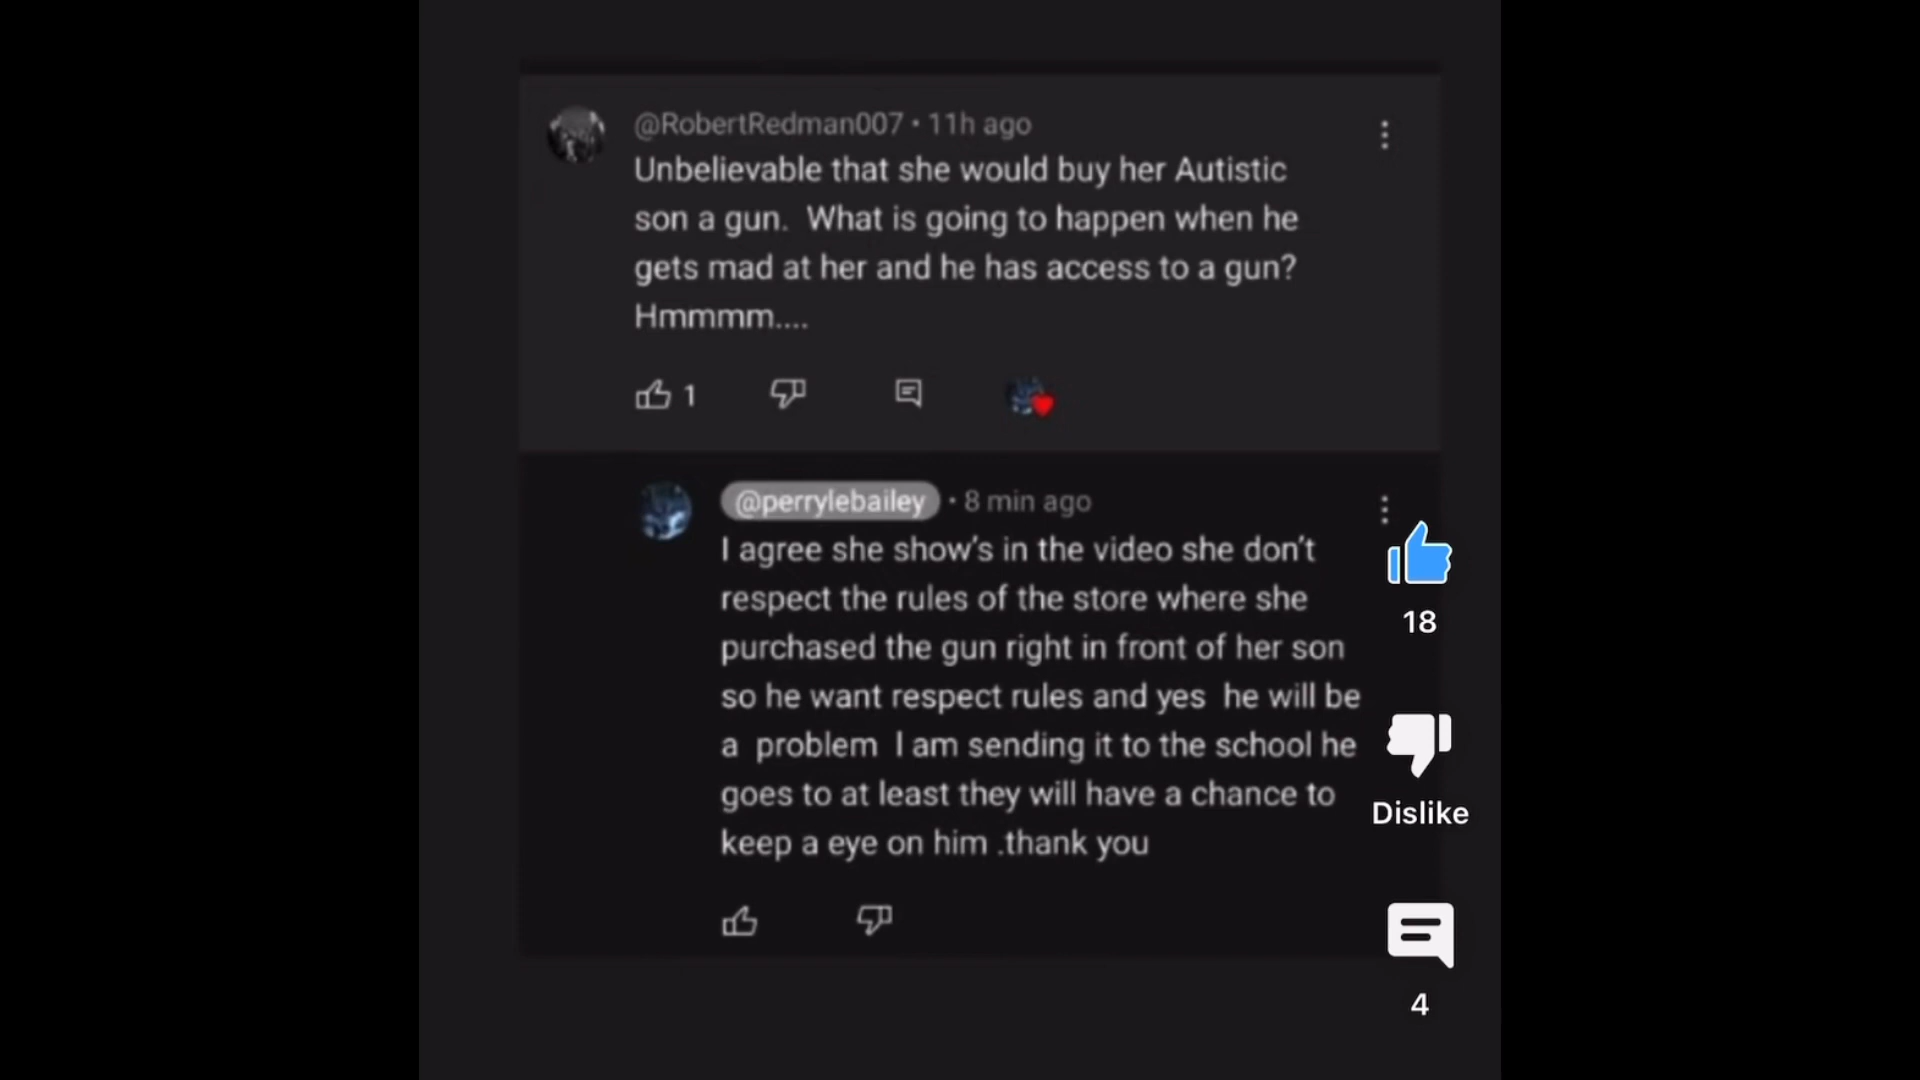 @RobertRedman007 • 11h ago
Unbelievable that she would buy her Autistic
son a gun.  What is going to happen when he
gets mad at her and he has access to a gun?
Hmmmm....
1
@perrylebailey • 8 min ago
I agree she show's in the video she don't
respect the rules of the store where she
purchased the gun right in front of her son
so he want respect rules and yes  he will be
a  problem  I am sending it to the school he
goes to at least they will have a chance to
keep a eye on him .thank you
18
Dislike
4